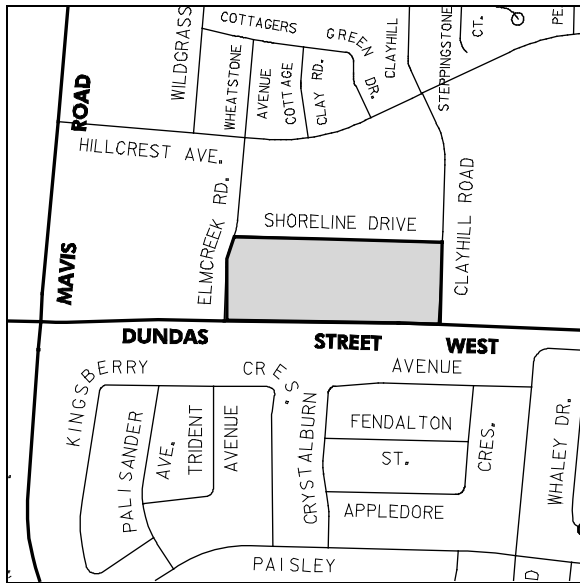 COTTAGERS GREEN DR.
WILDGRASS
WHEATSTONE
AVENUE
COTTAGE
CLAY RD.
CLAYHILL
STEPPINGSTONE
CT.
PE
MAVIS ROAD
HILLCREST AVE.
ELMCREEK RD.
SHORELINE DRIVE
CLAYHILL ROAD
DUNDAS STREET WEST
KINGSBERRY CRES.
AVENUE
PALISANDER
AVE.
TRIDENT
AVENUE
CRYSTALBURN
FENDALTON
ST.
CRES.
APPLEDORE
WHALEY DR.
PAISLEY
D